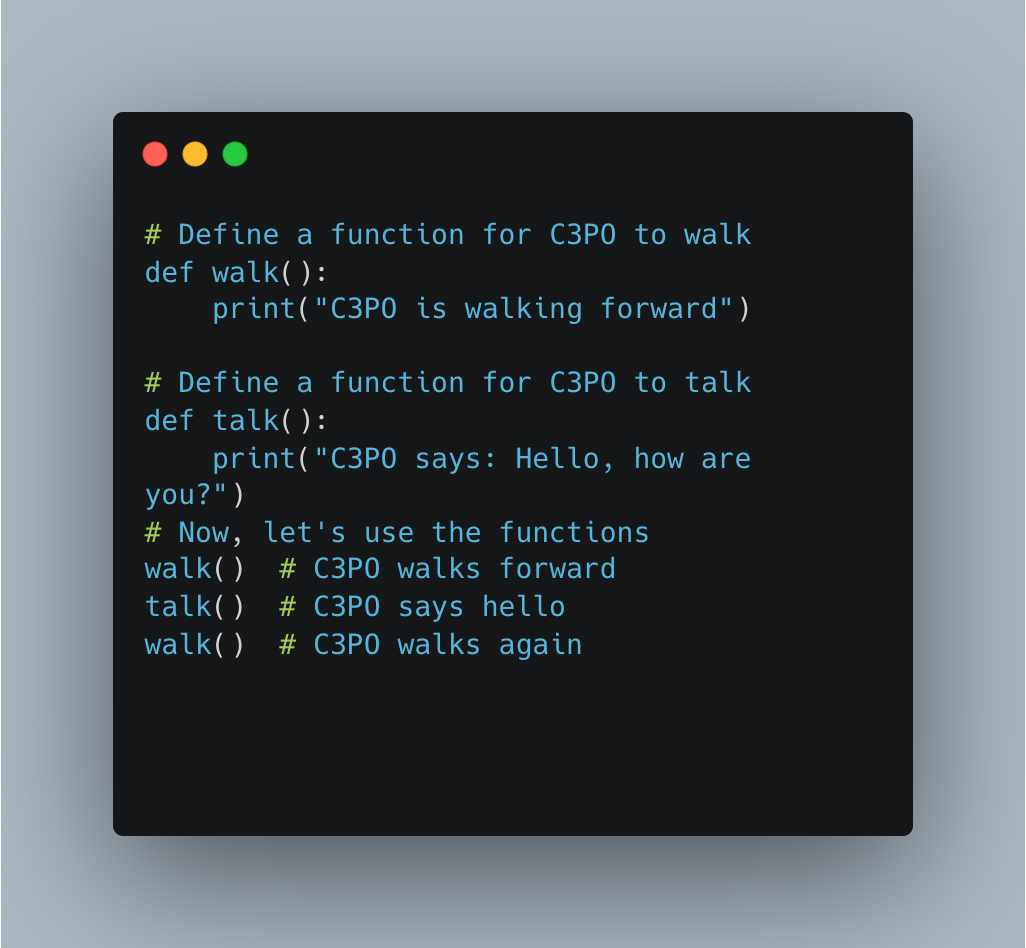 # Define a function for C3PO to walk
def walk():
    print("C3PO is walking forward")

# Define a function for C3PO to talk
def talk():
    print("C3PO says: Hello, how are
you?")
# Now, let's use the functions
walk()  # C3PO walks forward
talk()  # C3PO says hello
walk()  # C3PO walks again